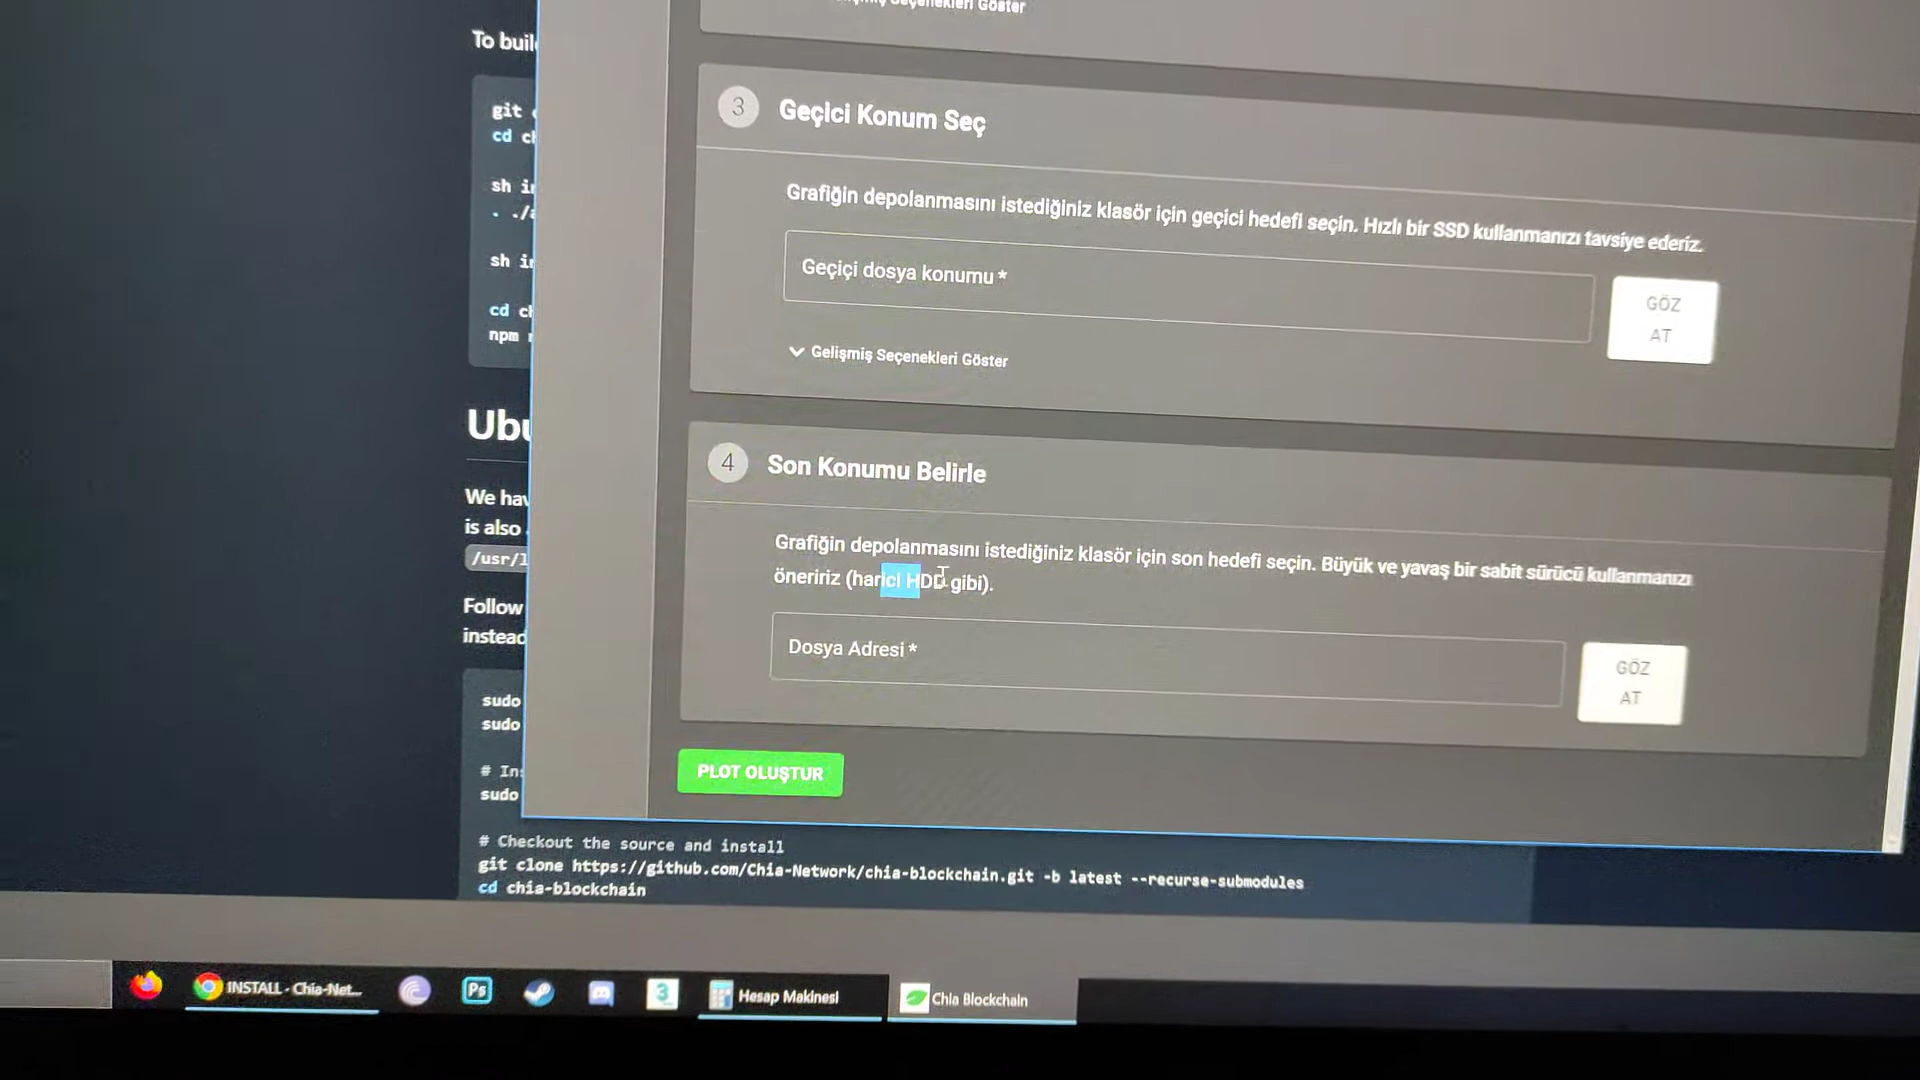 Gelişmiş Seçenekleri Göster
To buil
git
cd
3 Geçici Konum Seç
Grafiğin depolanmasını istediğiniz klasör için geçici hedefi seçin. Hızlı bir SSD kullanmanızı tavsiye ederiz.
sh in
. ./a
Geçiçi dosya konumu *
GÖZ
AT
sh in
cd ch
npm
Gelişmiş Seçenekleri Göster
Ubu
4 Son Konumu Belirle
We hav
is also
/usr/l
Grafiğin depolanmasını istediğiniz klasör için son hedefi seçin. Büyük ve yavaş bir sabit sürücü kullanmanızı
öneririz (harici HDD gibi).
Follow
instead
Dosya Adresi *
GÖZ
AT
sudo
sudo
# Ins
sudo
PLOT OLUŞTUR
# Checkout the source and install
git clone https://github.com/Chia-Network/chia-blockchain.git -b latest --recurse-submodules
cd chia-blockchain
INSTALL · Chia-Net...
Ps
3
Hesap Makinesi
Chia Blockchain